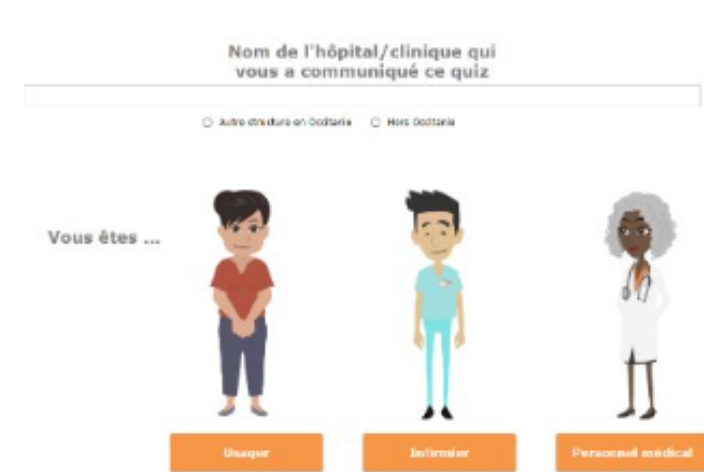 Nom de l'hôpital/clinique qui
vous a communiqué ce quiz
Autre structure en Occitanie Hors Occitanie
Vous êtes ...
Usager Infirmier Personnel médical